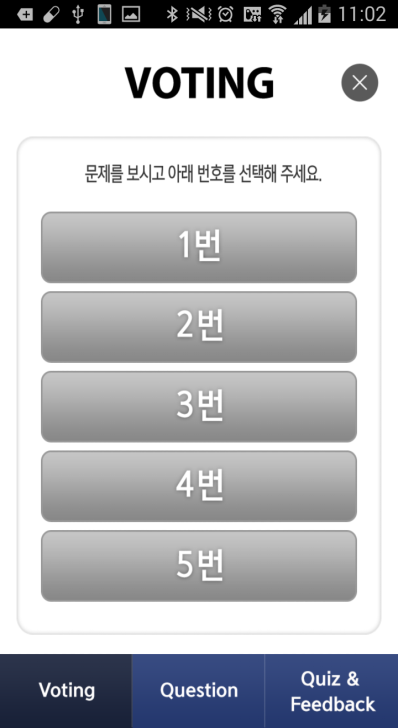 11:02
VOTING
문제를 보시고 아래 번호를 선택해 주세요.
1번
2번
3번
4번
5번
Voting
Question
Quiz &
Feedback